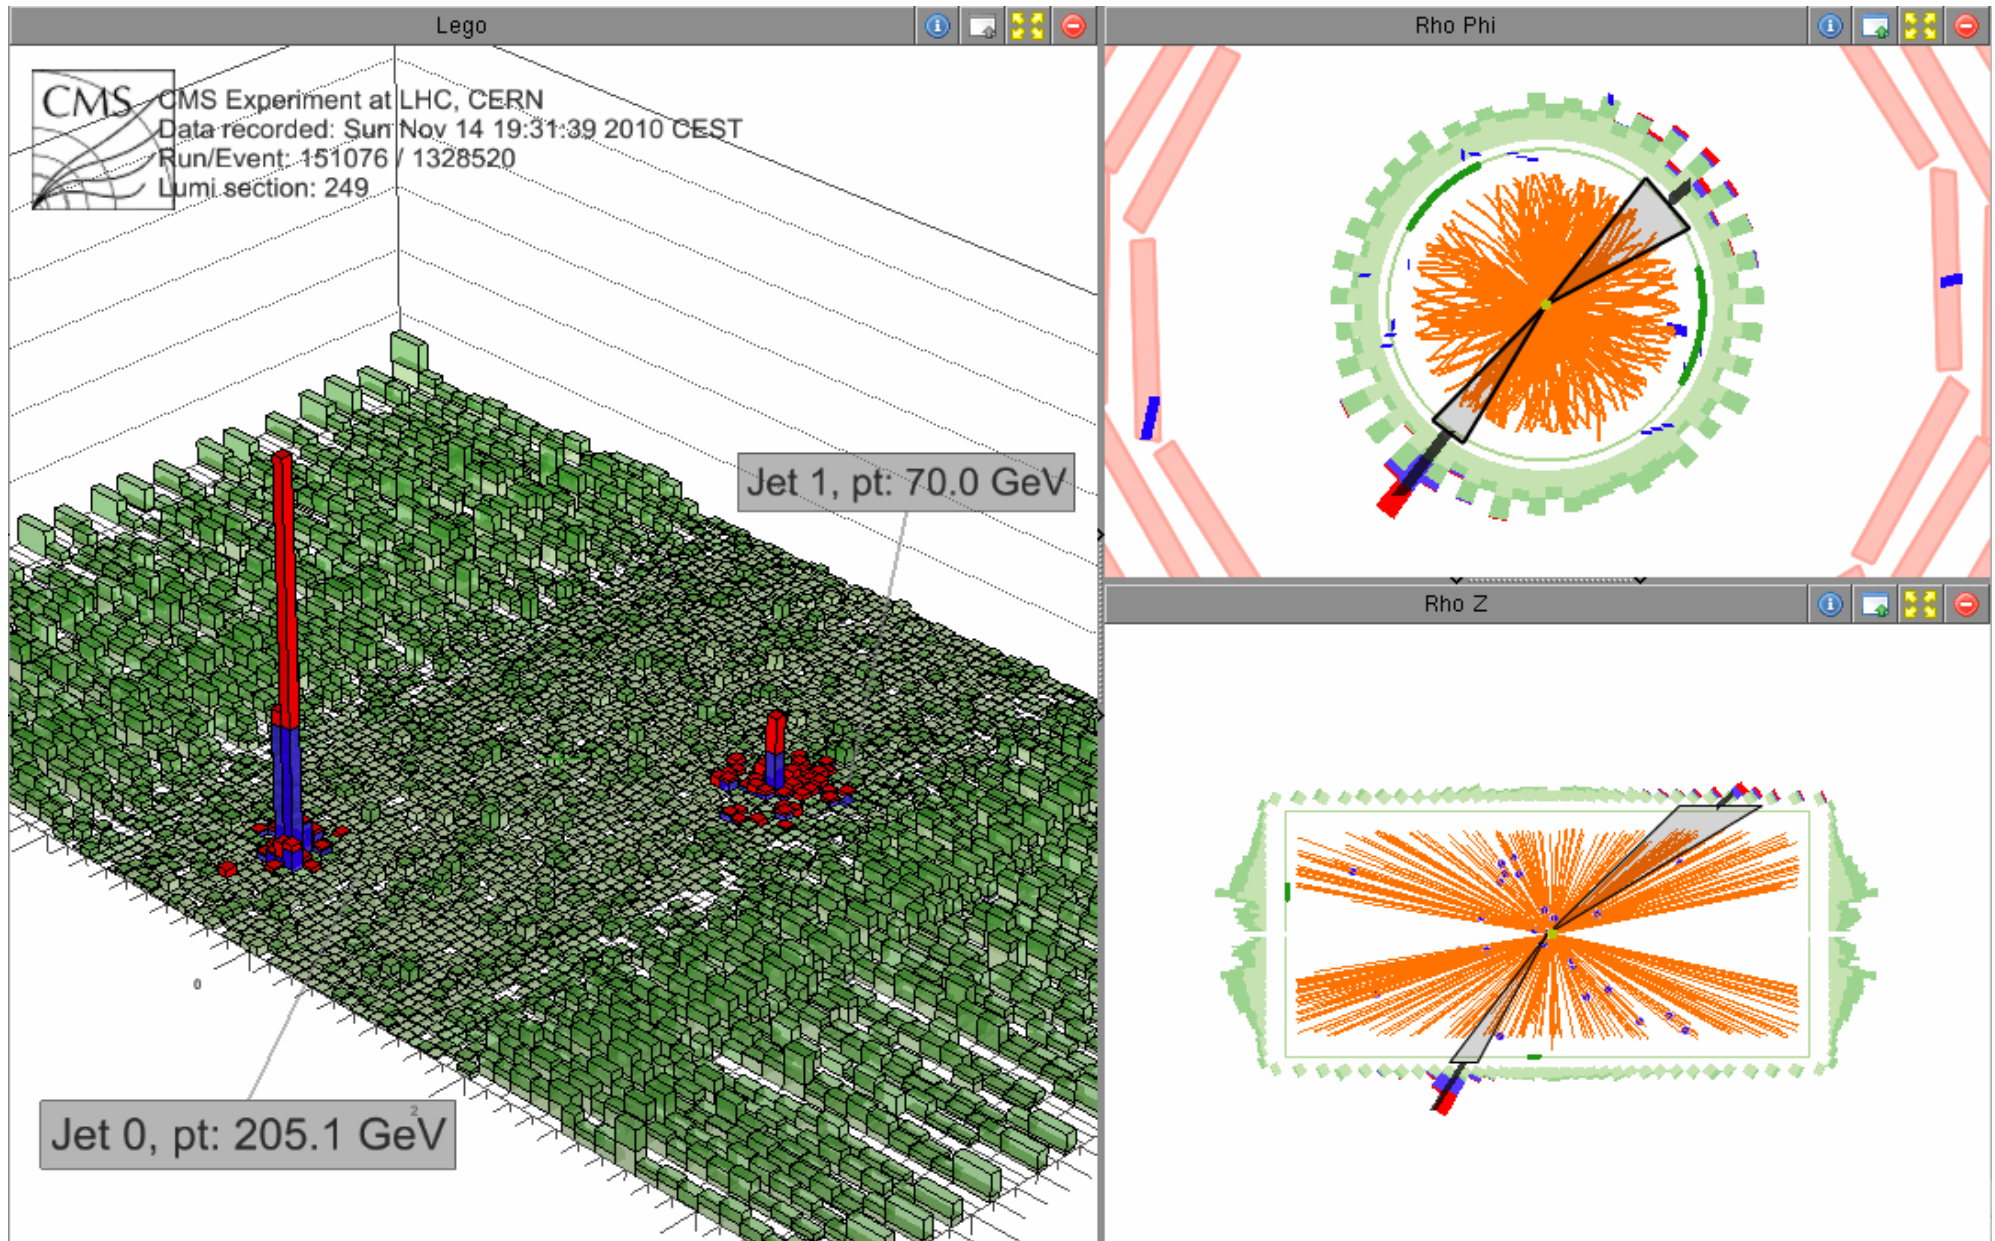 Lego
CMS
CMS Experiment at LHC, CERN
Data recorded: Sun Nov 14 19:31:39 2010 CEST
Run/Event: 151076 / 1328520
Lumi section: 249
Jet 1, pt: 70.0 GeV
0
2
Jet 0, pt: 205.1 GeV
Rho Phi
Rho Z